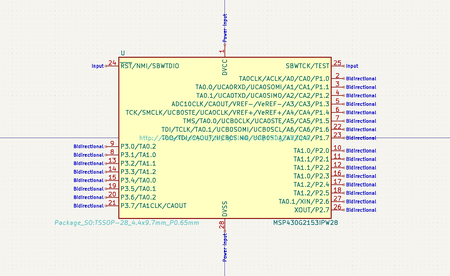 Power Input
1
DVCC
U
Input 24 RST/NMI/SBWTDIO
SBWTCK/TEST 25 Input
TA0CLK/ACLK/A0/CA0/P1.0 2 Bidirectional
TA0.0/UCA0RXD/UCA0SOMI/A1/CA1/P1.1 3 Bidirectional
TA0.1/UCA0TXD/UCA0SIMO/A2/CA2/P1.2 4 Bidirectional
ADC10CLK/CAOUT/VREF-/VeREF-/A3/CA3/P1.3 5 Bidirectional
TCK/SMCLK/UCB0STE/UCA0CLK/VREF+/VeREF+/A4/CA4/P1.4 6 Bidirectional
TMS/TA0.0/UCB0CLK/UCA0STE/A5/CA5/P1.5 7 Bidirectional
TDI/TCLK/TA0.1/UCB0SOMI/UCB0SCL/A6/CA6/P1.6 22 Bidirectional
TDO/TDI/CAOUT/UCB0SIMO/UCB0SDA/A7/CA7/P1.7 23 Bidirectional
Bidirectional 9 P3.0/TA0.2
Bidirectional 8 P3.1/TA1.0
Bidirectional 13 P3.2/TA1.1
Bidirectional 14 P3.3/TA1.2
Bidirectional 15 P3.4/TA0.0
Bidirectional 19 P3.5/TA0.1
Bidirectional 20 P3.6/TA0.2
Bidirectional 21 P3.7/TA1CLK/CAOUT
TA1.0/P2.0 10 Bidirectional
TA1.1/P2.1 11 Bidirectional
TA1.1/P2.2 12 Bidirectional
TA1.0/P2.3 16 Bidirectional
TA1.2/P2.4 17 Bidirectional
TA1.2/P2.5 18 Bidirectional
TA0.1/XIN/P2.6 27 Bidirectional
XOUT/P2.7 26 Bidirectional
DVSS
Package_SO:TSSOP-28_4.4x9.7mm_P0.65mm
MSP430G2153IPW28
28
Power Input